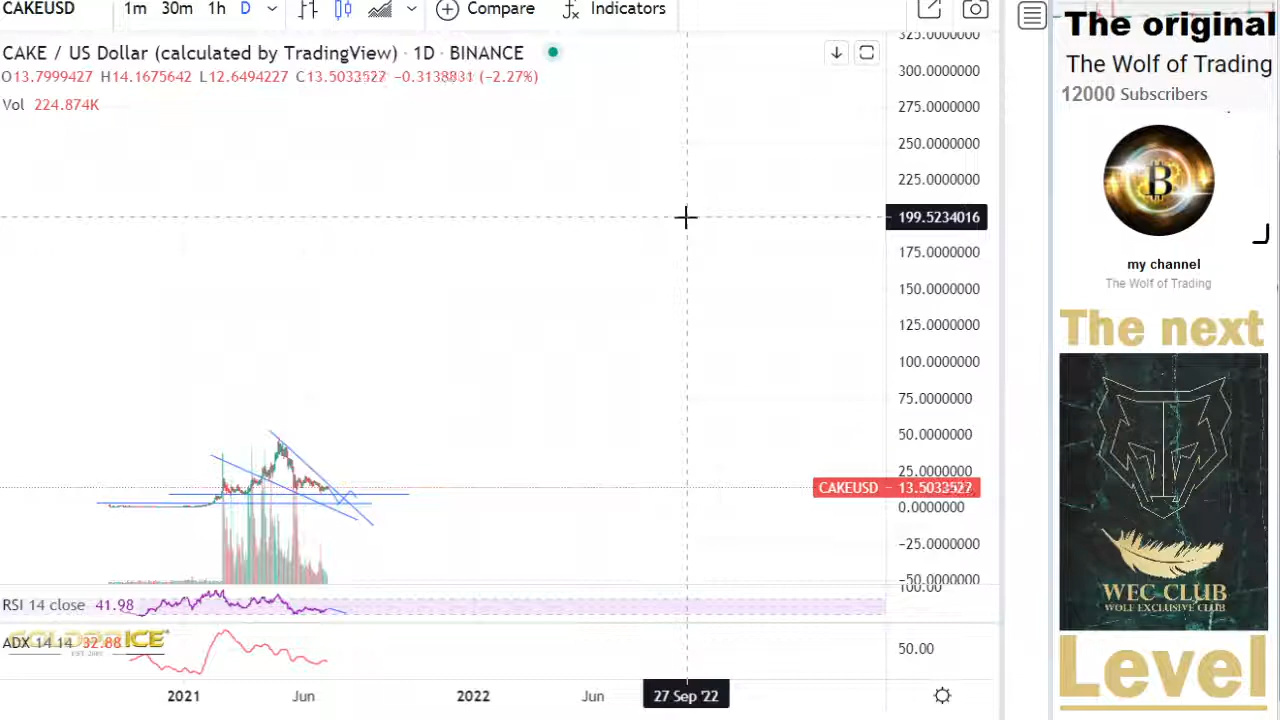 CAKEUSD 1m 30m 1h D Compare Indicators
CAKE / US Dollar (calculated by TradingView) · 1D · BINANCE
O13.7999427 H14.1675642 L12.6494227 C13.5033527 −0.3138831 (−2.27%)
Vol 224.874K
325.0000000
300.0000000
275.0000000
250.0000000
225.0000000
199.5234016
175.0000000
150.0000000
125.0000000
100.0000000
75.0000000
50.0000000
25.0000000
CAKEUSD 13.5033527
0.0000000
−25.0000000
−50.0000000
100.00
RSI 14 close 41.98
ADX 14 14 32.88
50.00
2021 Jun 2022 Jun 27 Sep '22
The original
The Wolf of Trading
12000 Subscribers
B
my channel
The Wolf of Trading
The next
WEC CLUB
WOLF EXCLUSIVE CLUB
Level